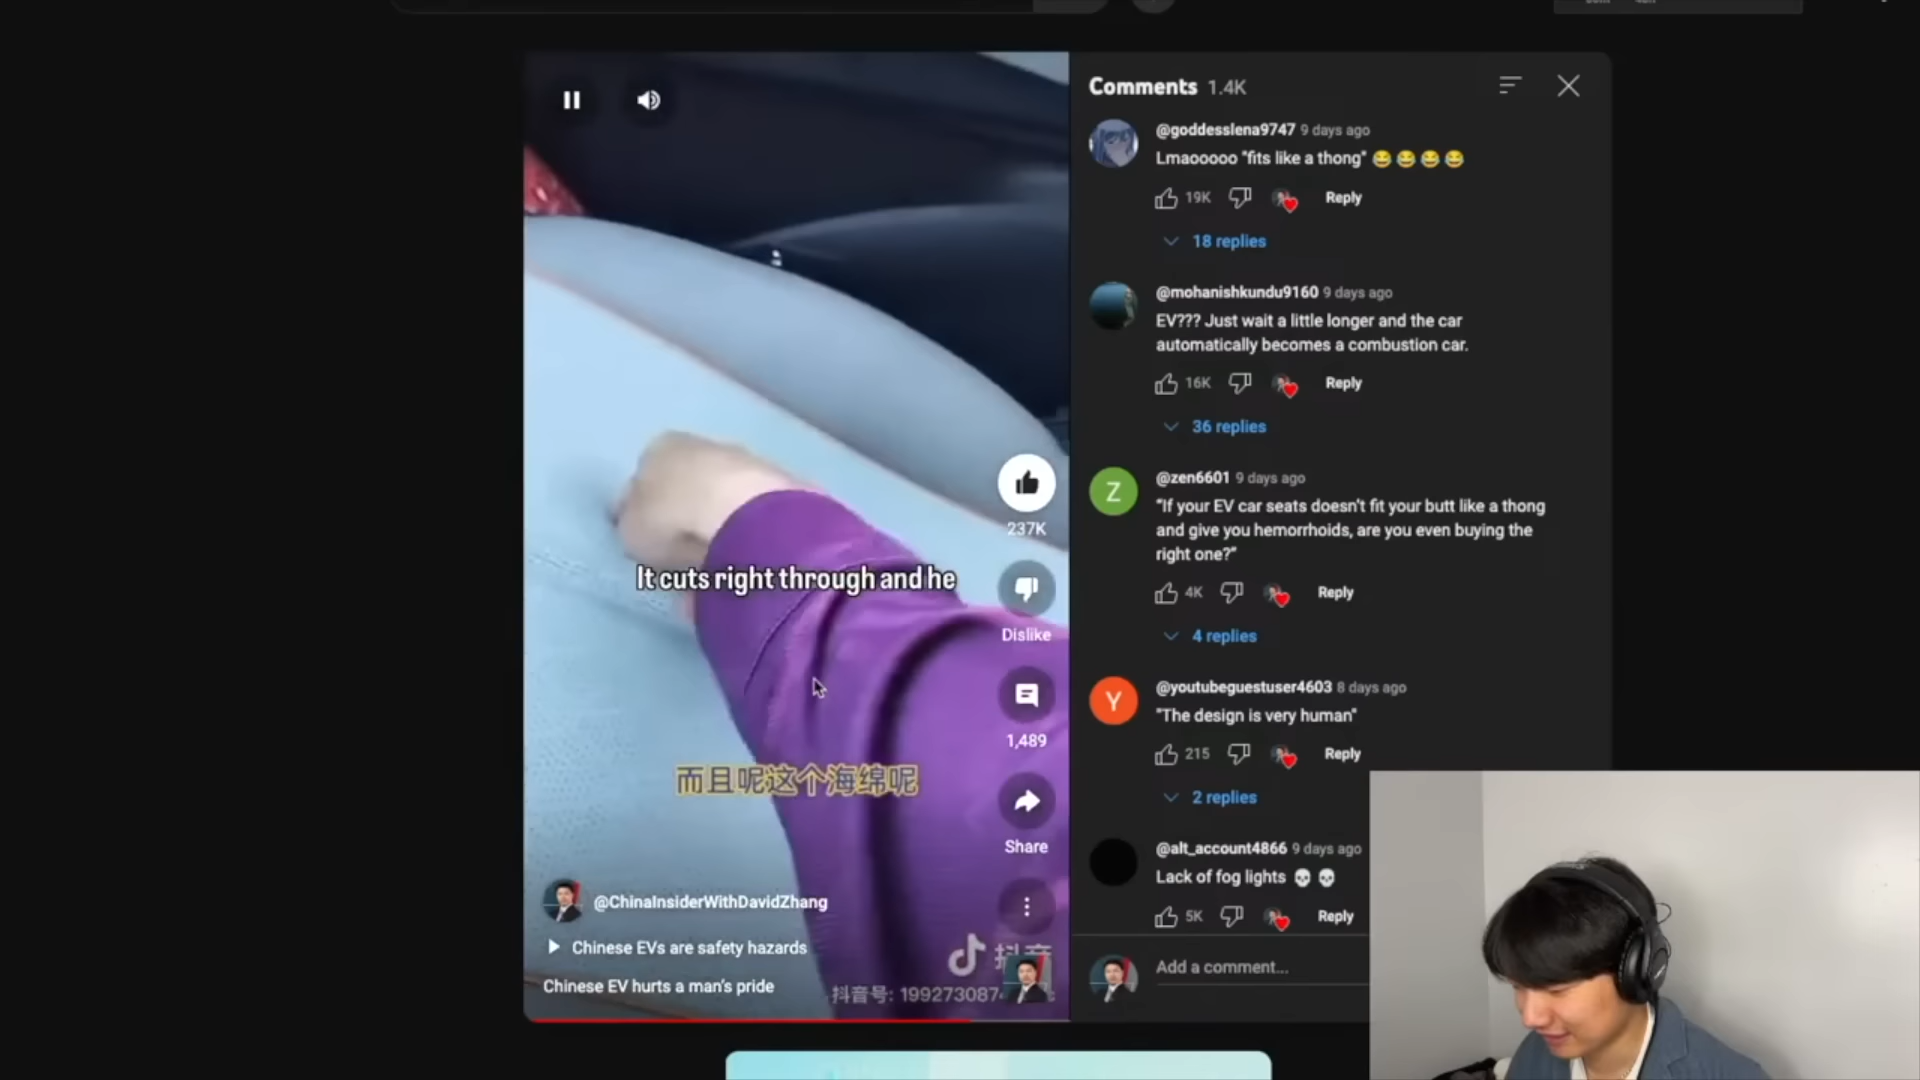 Comments 1.4K
@goddesslena9747 9 days ago
Lmaooooo "fits like a thong" 😂 😂 😂 😂
19K
Reply
18 replies
@mohanishkundu9160 9 days ago
EV??? Just wait a little longer and the car
automatically becomes a combustion car.
16K
Reply
36 replies
Z
@zen6601 9 days ago
"If your EV car seats doesn't fit your butt like a thong
and give you hemorrhoids, are you even buying the
right one?"
4K
Reply
4 replies
Y
@youtubeguestuser4603 8 days ago
"The design is very human"
215
Reply
2 replies
@alt_account4866 9 days ago
Lack of fog lights 💀 💀
5K
Reply
Add a comment...
237K
It cuts right through and he
Dislike
1,489
而且呢这个海绵呢
Share
@ChinaInsiderWithDavidZhang
Chinese EVs are safety hazards
抖音
Chinese EV hurts a man's pride
抖音号: 199273087